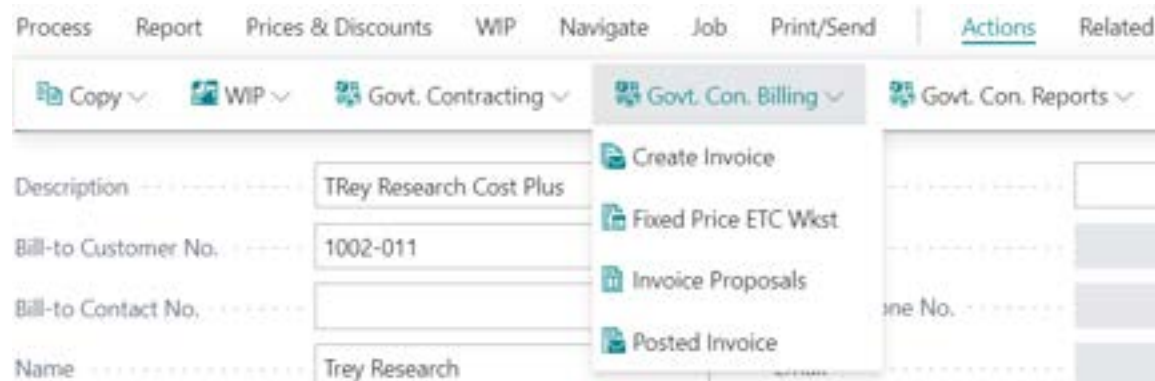 Process Report Prices & Discounts WIP Navigate Job Print/Send Actions Related
Copy WIP Govt. Contracting Govt. Con. Billing Govt. Con. Reports
Create Invoice
Description TRey Research Cost Plus
Fixed Price ETC Wkst
Bill-to Customer No. 1002-011
Invoice Proposals
Bill-to Contact No. one No.
Posted Invoice
Name Trey Research